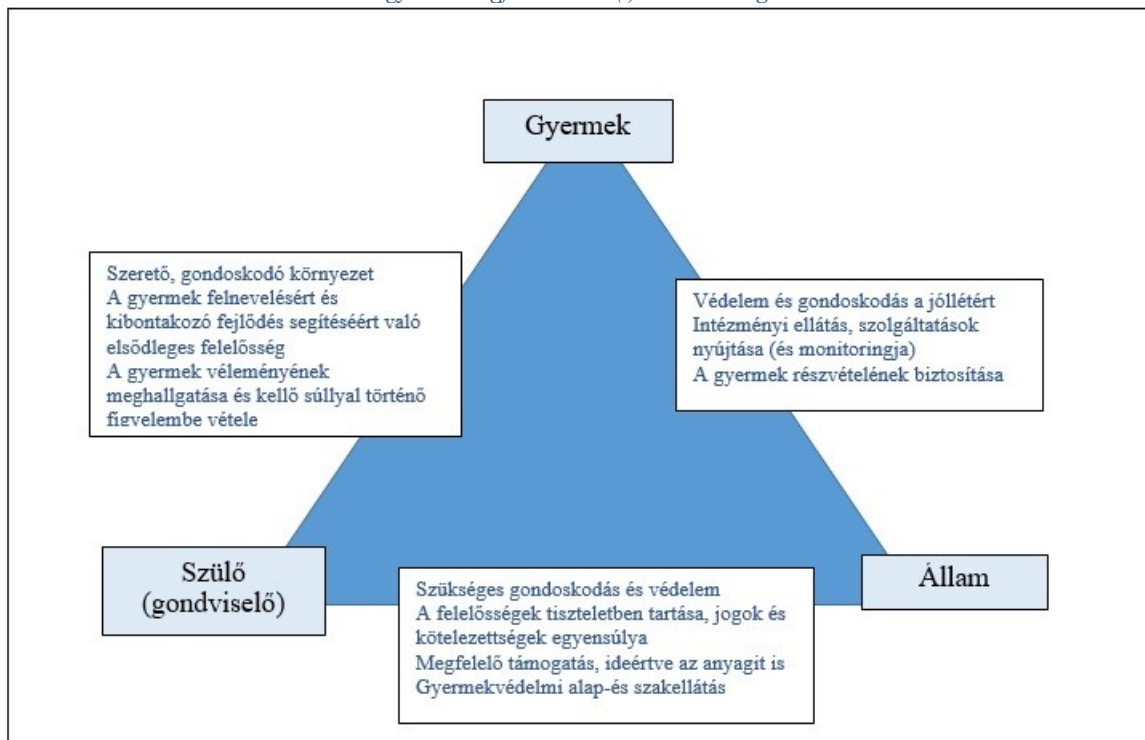 Gyermek
Szerető, gondoskodó környezet
A gyermek felnevelésért és
kibontakozó fejlődés segítéséért való
elsődleges felelősség
A gyermek véleményének
meghallgatása és kellő súllyal történő
figyelembe vétele
Védelem és gondoskodás a jóllétért
Intézményi ellátás, szolgáltatások
nyújtása (és monitoringja)
A gyermek részvételének biztosítása
Szülő
(gondviselő)
Szükséges gondoskodás és védelem
A felelősségek tiszteletben tartása, jogok és
kötelezettségek egyensúlya
Megfelelő támogatás, ideértve az anyagit is
Gyermekvédelmi alap-és szakellátás
Állam